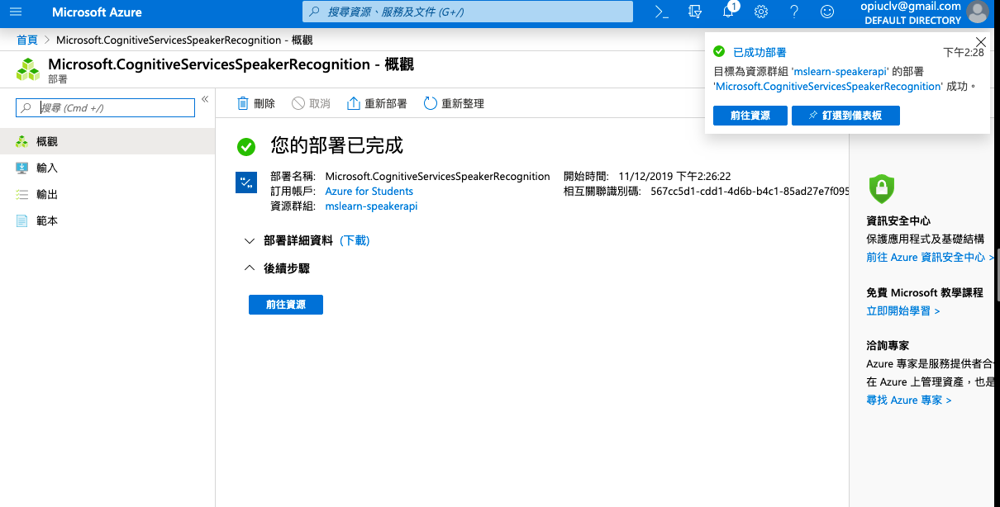 Microsoft Azure
搜尋資源、服務及文件 (G+/)
1
opiuclv@gmail.com
DEFAULT DIRECTORY
首頁 > Microsoft.CognitiveServicesSpeakerRecognition - 概觀
Microsoft.CognitiveServicesSpeakerRecognition - 概觀
部署
已成功部署 下午2:28
目標為資源群組 'mslearn-speakerapi' 的部署
'Microsoft.CognitiveServicesSpeakerRecognition' 成功。
前往資源 釘選到儀表板
搜尋 (Cmd +/)
概觀
輸入
輸出
範本
刪除 取消 重新部署 重新整理
您的部署已完成
部署名稱: Microsoft.CognitiveServicesSpeakerRecognition
訂用帳戶: Azure for Students
資源群組: mslearn-speakerapi
開始時間: 11/12/2019 下午2:26:22
相互關聯識別碼: 567cc5d1-cdd1-4d6b-b4c1-85ad27e7f095
部署詳細資料 (下載)
後續步驟
前往資源
資訊安全中心
保護應用程式及基礎結構
前往 Azure 資訊安全中心 >
免費 Microsoft 教學課程
立即開始學習 >
洽詢專家
Azure 專家是服務提供者合
在 Azure 上管理資產，也是
尋找 Azure 專家 >